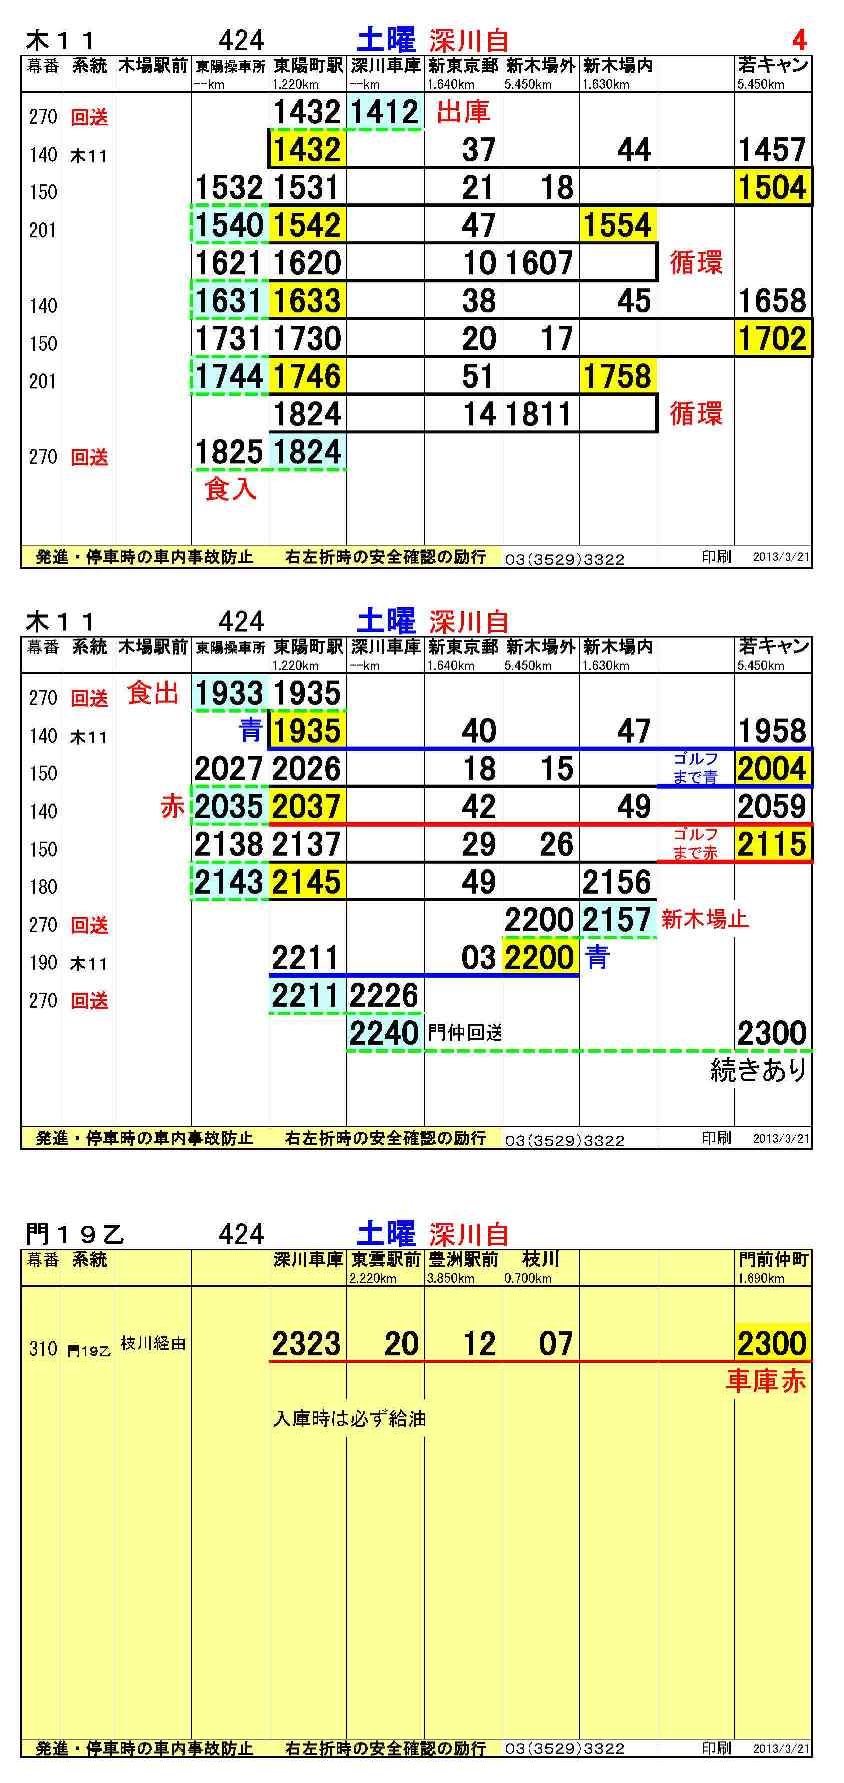 木１１ 424 土曜 深川自 4
幕番 系統 木場駅前 東陽操車所 東陽町駅 深川車庫 新東京郵 新木場外 新木場内 若キャン
--km 1.220km --km 1.640km 5.450km 1.630km 5.450km
270 回送 1432 1412 出庫
140 木11 1432 37 44 1457
150 1532 1531 21 18 1504
201 1540 1542 47 1554
1621 1620 10 1607 循環
140 1631 1633 38 45 1658
150 1731 1730 20 17 1702
201 1744 1746 51 1758
1824 14 1811 循環
270 回送 1825 1824
食入
発進・停車時の車内事故防止 右左折時の安全確認の励行 03(3529)3322 印刷 2013/3/21
木１１ 424 土曜 深川自
幕番 系統 木場駅前 東陽操車所 東陽町駅 深川車庫 新東京郵 新木場外 新木場内 若キャン
1.220km --km 1.640km 5.450km 1.630km 5.450km
270 回送 食出 1933 1935
140 木11 青 1935 40 47 1958
150 2027 2026 18 15 ゴルフ 2004
まで青
140 赤 2035 2037 42 49 2059
150 2138 2137 29 26 ゴルフ 2115
まで赤
180 2143 2145 49 2156
270 回送 2200 2157 新木場止
190 木11 2211 03 2200 青
270 回送 2211 2226
2240 門仲回送 2300
続きあり
発進・停車時の車内事故防止 右左折時の安全確認の励行 03(3529)3322 印刷 2013/3/21
門１９乙 424 土曜 深川自
幕番 系統 深川車庫 東雲駅前 豊洲駅前 枝川 門前仲町
2.220km 3.850km 0.700km 1.690km
310 門19乙 枝川経由 2323 20 12 07 2300
車庫赤
入庫時は必ず給油
発進・停車時の車内事故防止 右左折時の安全確認の励行 03(3529)3322 印刷 2013/3/21